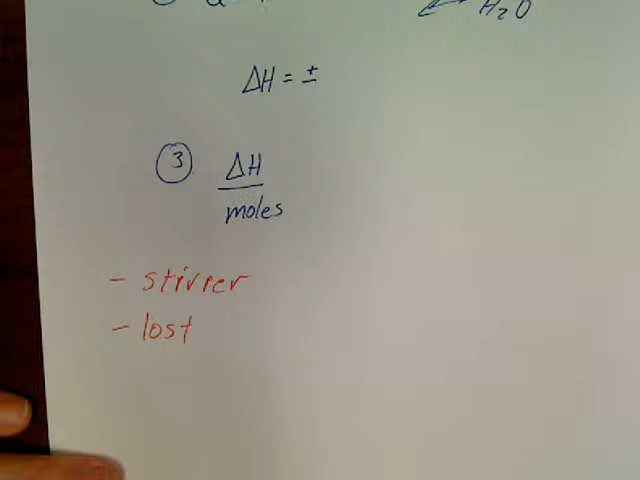 H₂O
ΔH = ±
③ ΔH
moles
- stirrer
- lost